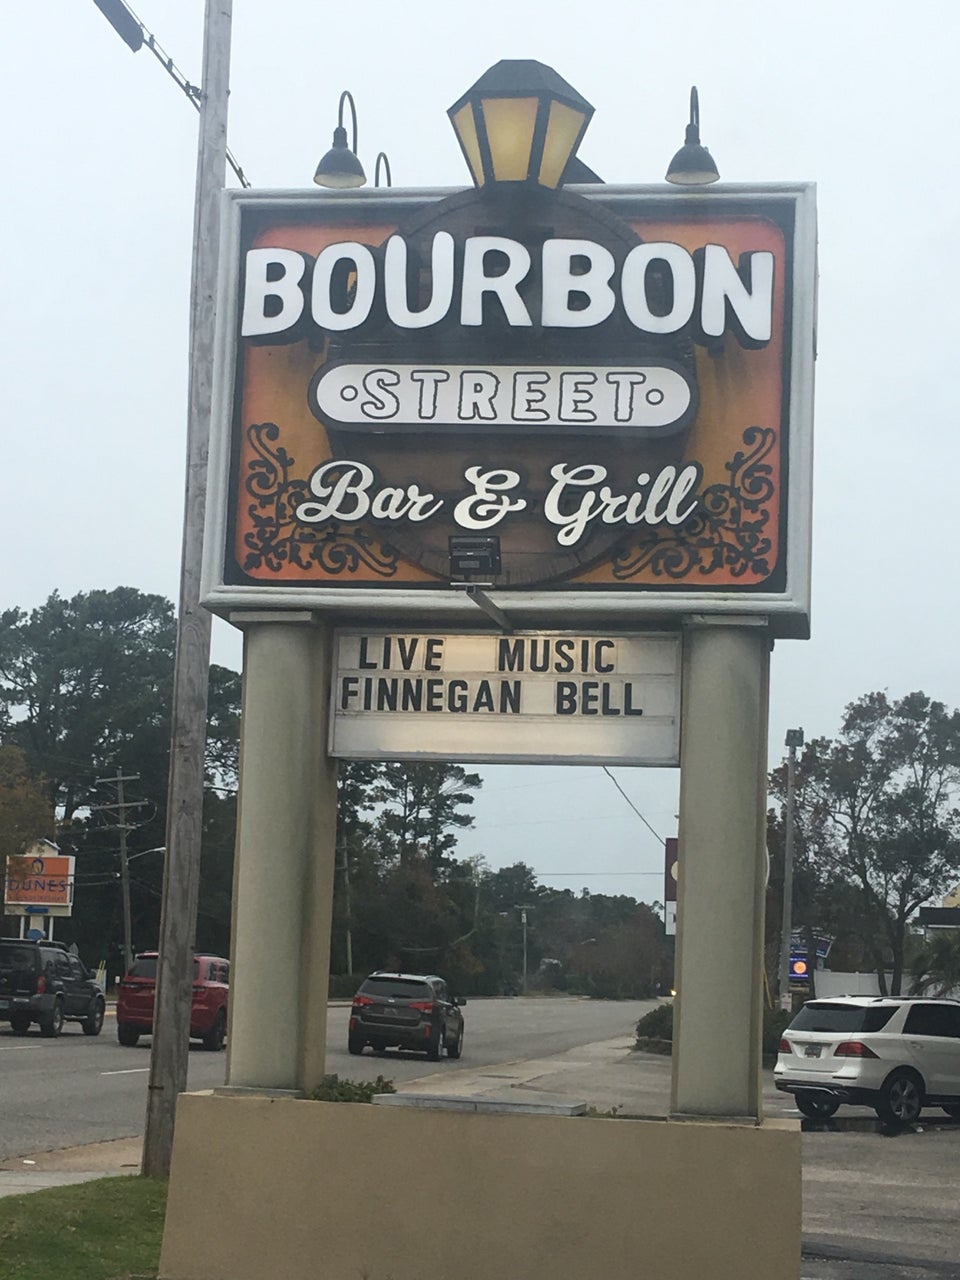 BOURBON
STREET
Bar & Grill
LIVE MUSIC
FINNEGAN BELL
DUNES